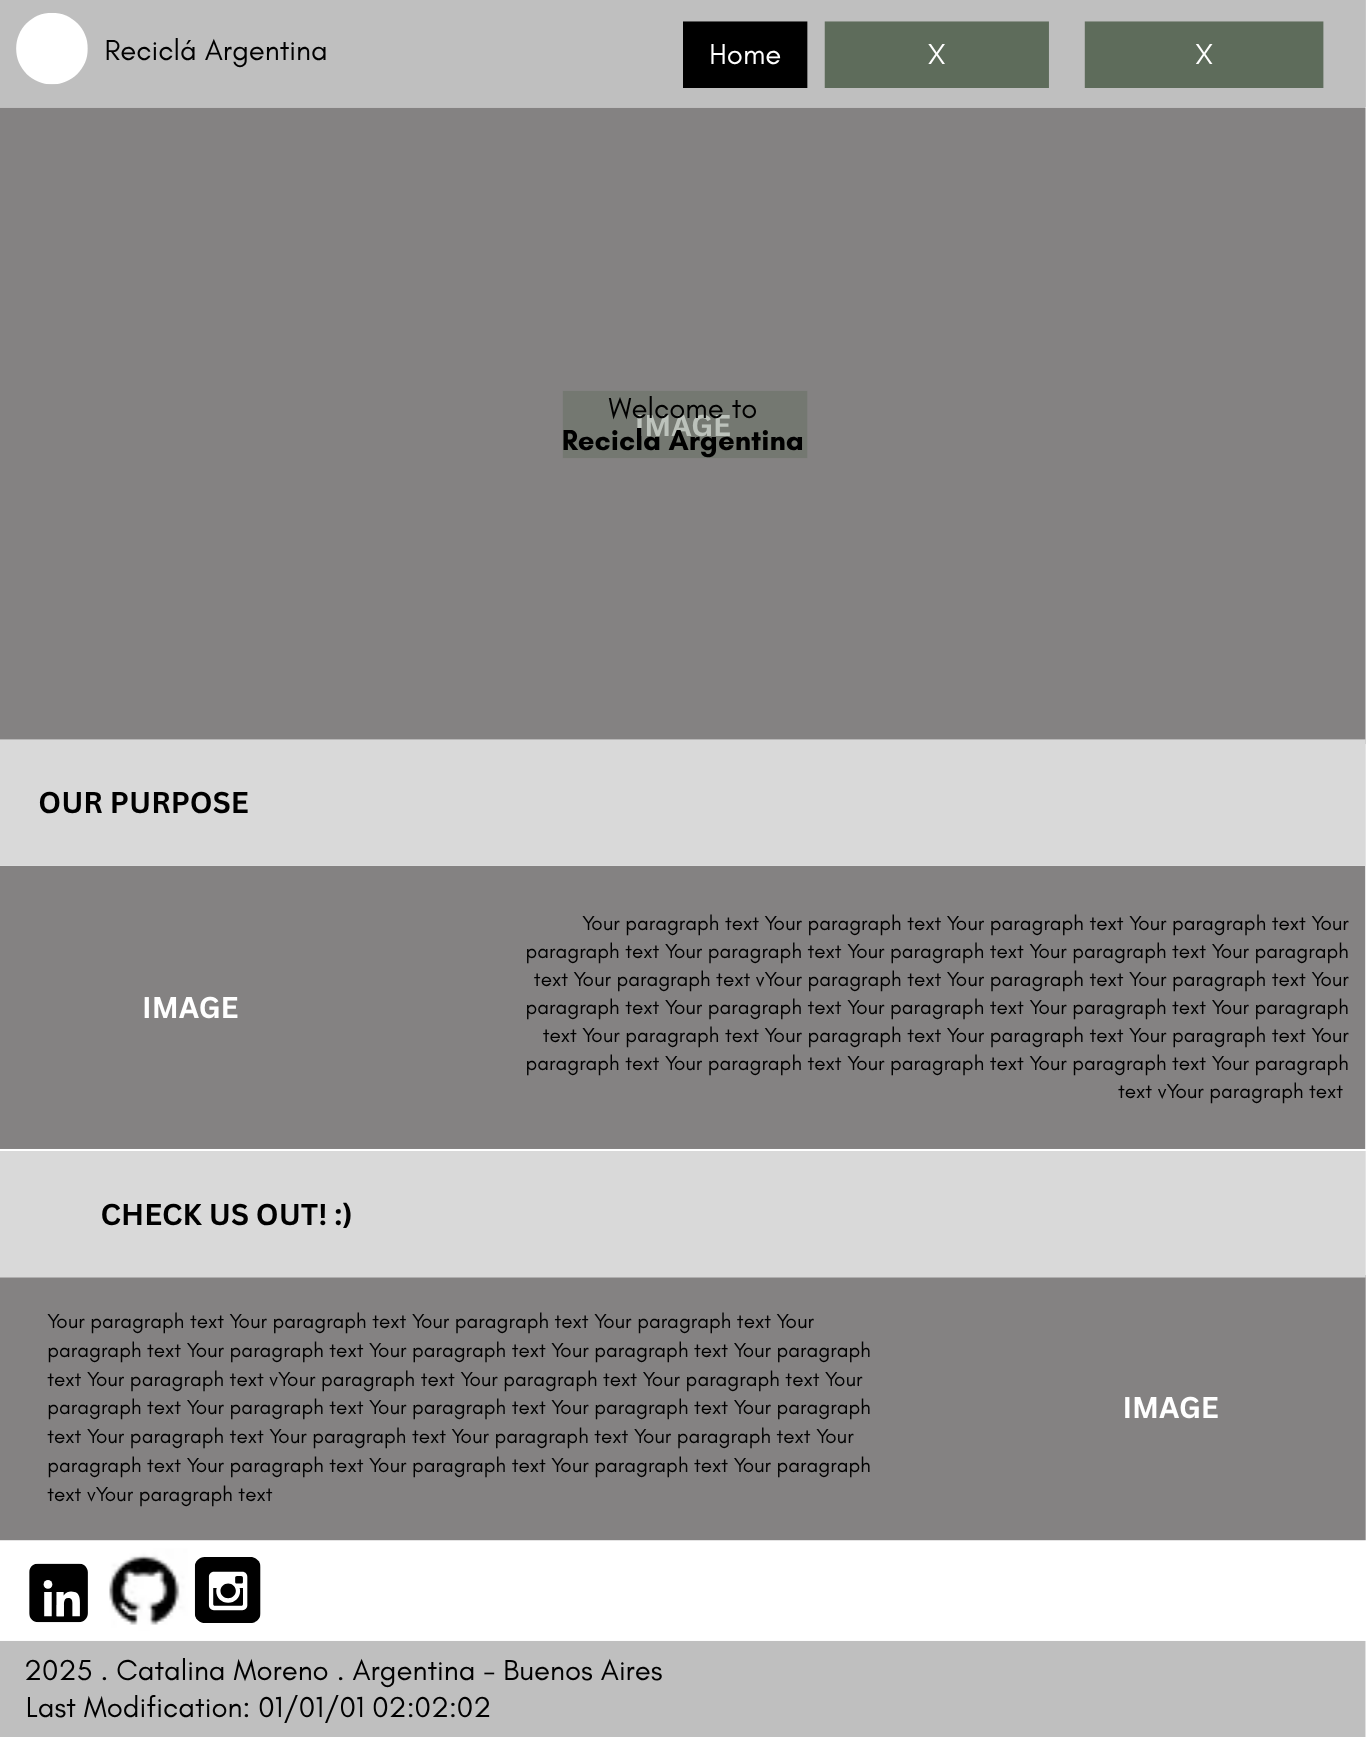 Reciclá Argentina
Home
X
X
Welcome to
IMAGE
Recicla Argentina
OUR PURPOSE
IMAGE
Your paragraph text Your paragraph text Your paragraph text Your paragraph text Your
paragraph text Your paragraph text Your paragraph text Your paragraph text Your paragraph
text Your paragraph text vYour paragraph text Your paragraph text Your paragraph text Your
paragraph text Your paragraph text Your paragraph text Your paragraph text Your paragraph
text Your paragraph text Your paragraph text Your paragraph text Your paragraph text Your
paragraph text Your paragraph text Your paragraph text Your paragraph text Your paragraph
text vYour paragraph text
CHECK US OUT! :)
Your paragraph text Your paragraph text Your paragraph text Your paragraph text Your
paragraph text Your paragraph text Your paragraph text Your paragraph text Your paragraph
text Your paragraph text vYour paragraph text Your paragraph text Your paragraph text Your
paragraph text Your paragraph text Your paragraph text Your paragraph text Your paragraph
text Your paragraph text Your paragraph text Your paragraph text Your paragraph text Your
paragraph text Your paragraph text Your paragraph text Your paragraph text Your paragraph
text vYour paragraph text
IMAGE
in
2025 . Catalina Moreno . Argentina - Buenos Aires
Last Modification: 01/01/01 02:02:02